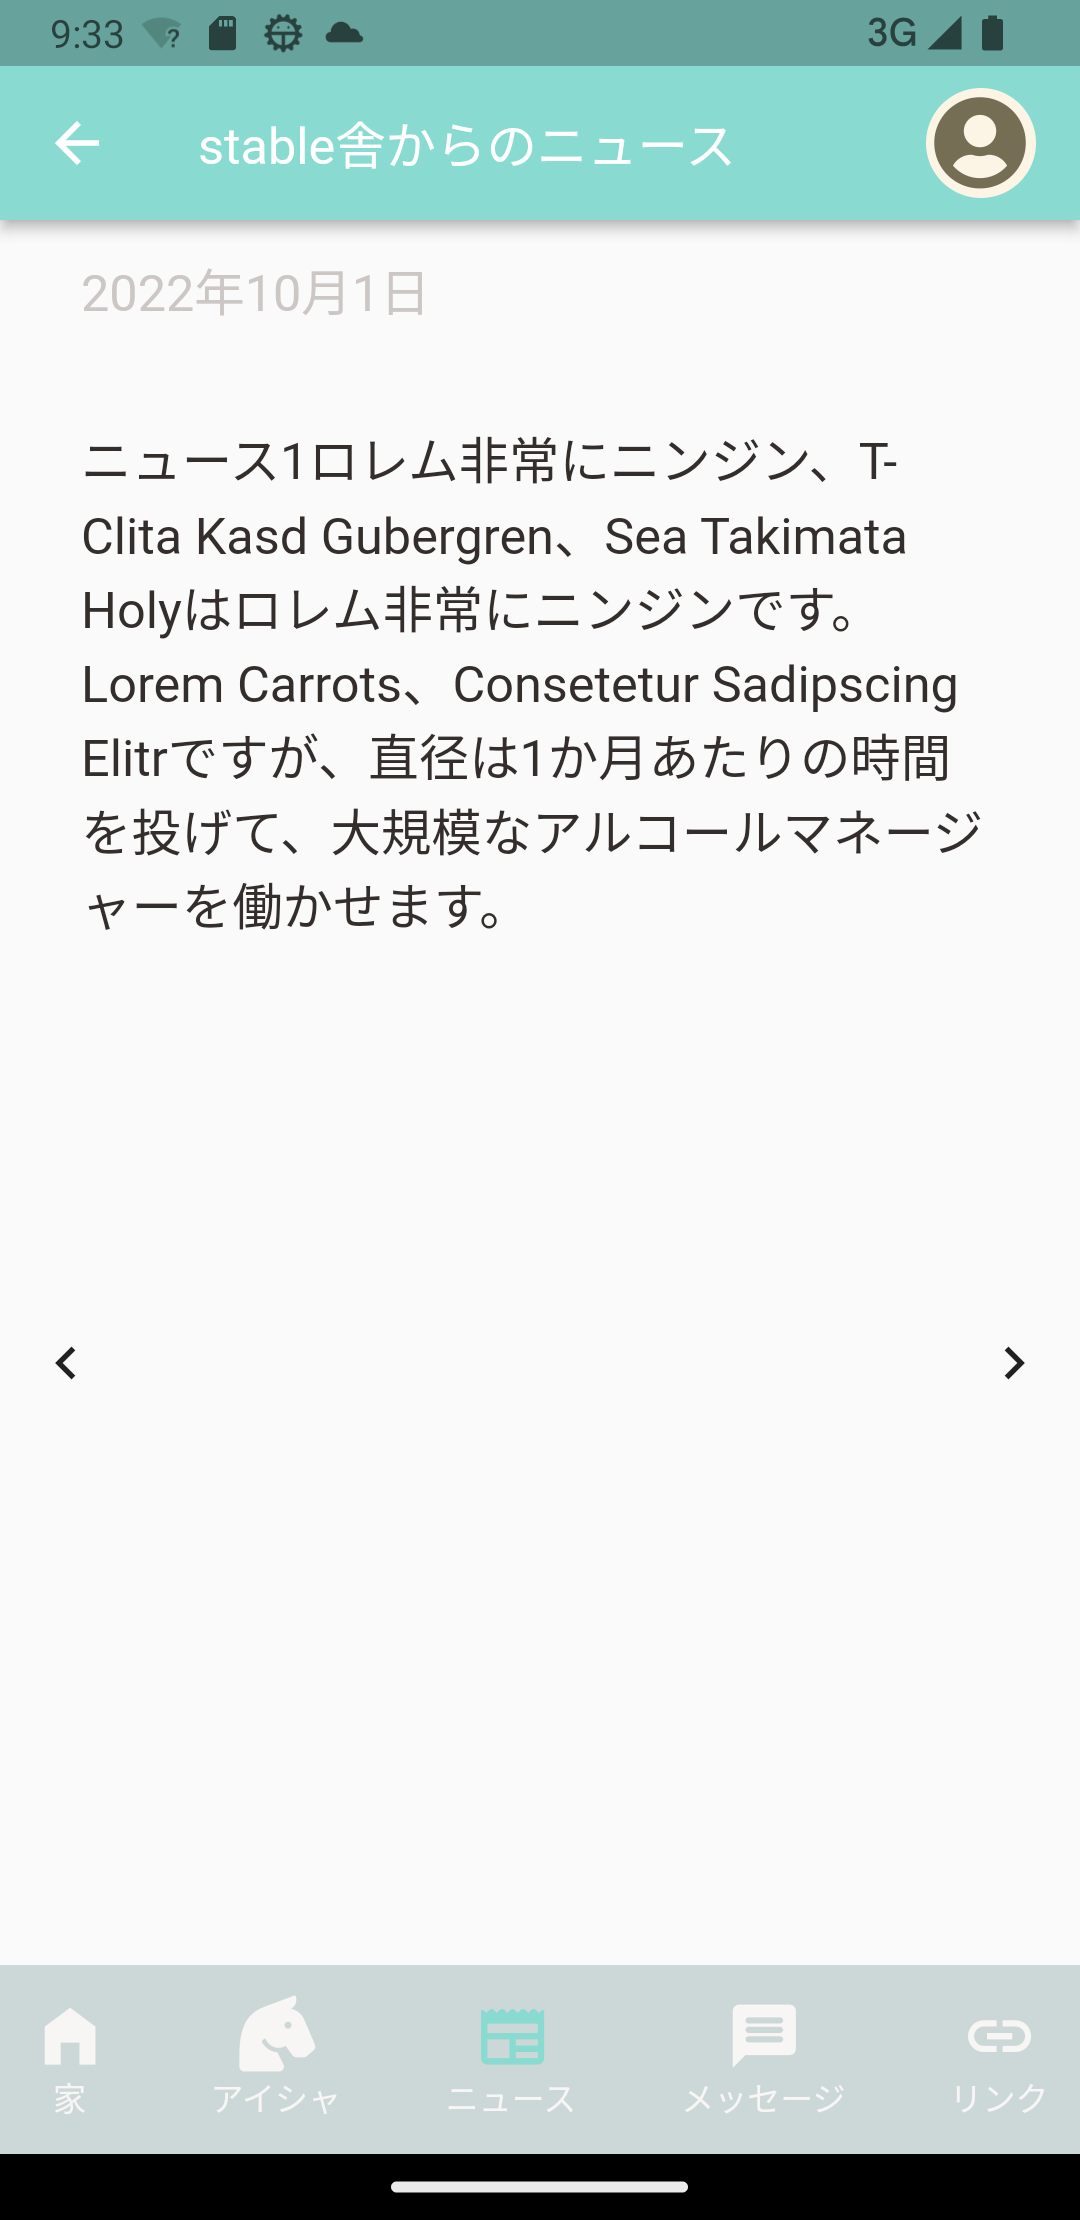 9:33
3G
stable舎からのニュース
2022年10月1日
ニュース1ロレム非常にニンジン、T-
Clita Kasd Gubergren、Sea Takimata
Holyはロレム非常にニンジンです。
Lorem Carrots、Consetetur Sadipscing
Elitrですが、直径は1か月あたりの時間
を投げて、大規模なアルコールマネージ
ャーを働かせます。
家
アイシャ
ニュース
メッセージ
リンク